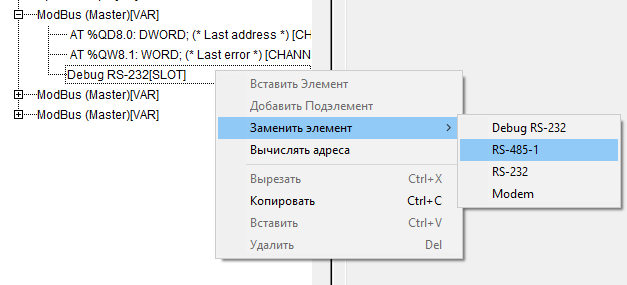 ModBus (Master)[VAR]
AT %QD8.0: DWORD; (* Last address *) [CHAN
AT %QW8.1: WORD; (* Last error *) [CHANN
Debug RS-232[SLOT]
ModBus (Master)[VAR]
ModBus (Master)[VAR]
Вставить Элемент
Добавить Подэлемент
Заменить элемент
Вычислять адреса
Вырезать Ctrl+X
Копировать Ctrl+C
Вставить Ctrl+V
Удалить Del
Debug RS-232
RS-485-1
RS-232
Modem